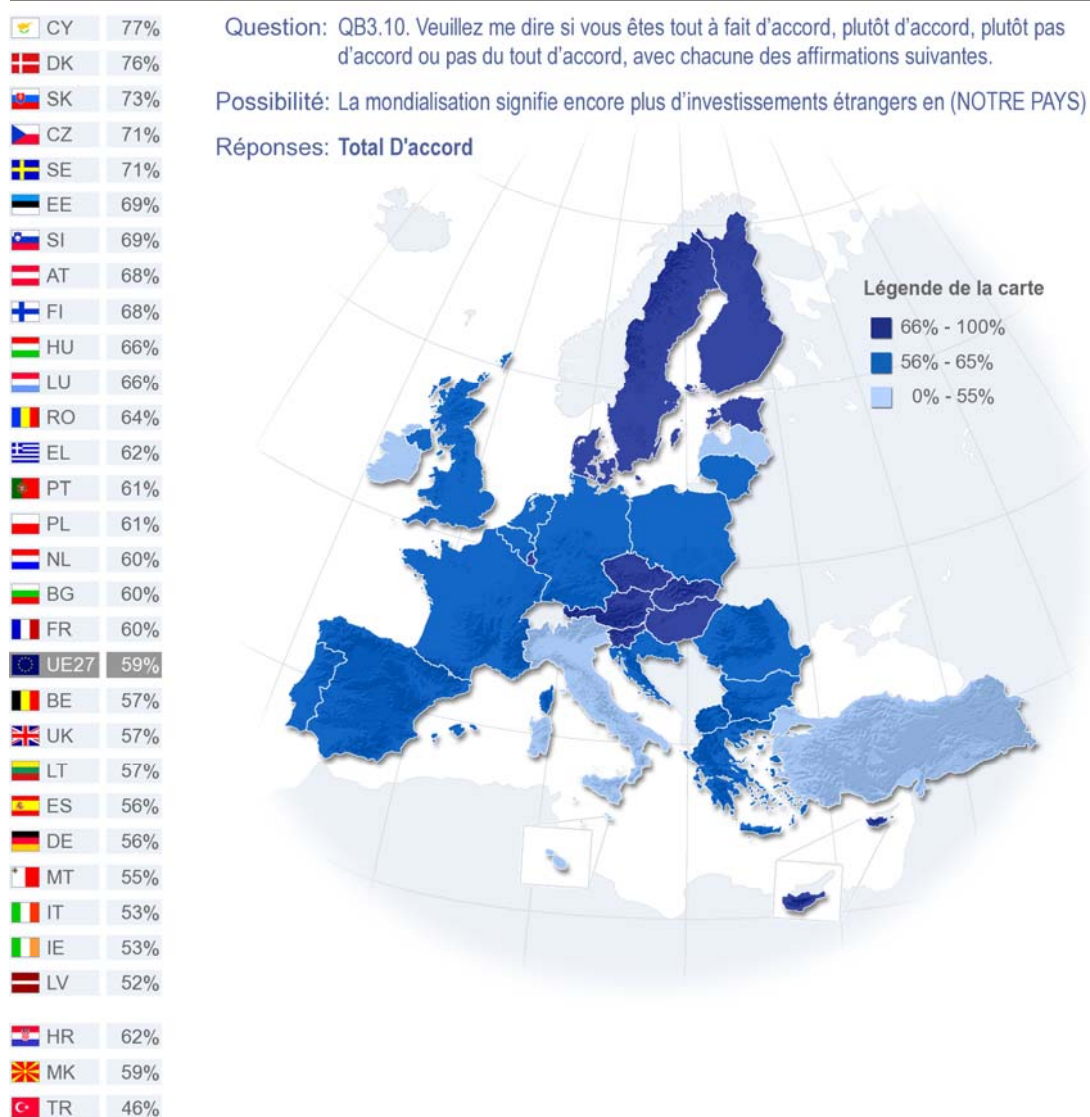 Question: QB3.10. Veuillez me dire si vous êtes tout à fait d'accord, plutôt d'accord, plutôt pas
d'accord ou pas du tout d'accord, avec chacune des affirmations suivantes.
Possibilité: La mondialisation signifie encore plus d'investissements étrangers en (NOTRE PAYS)
Réponses: Total D'accord
CY 77%
DK 76%
SK 73%
CZ 71%
SE 71%
EE 69%
SI 69%
AT 68%
FI 68%
HU 66%
LU 66%
RO 64%
EL 62%
PT 61%
PL 61%
NL 60%
BG 60%
FR 60%
UE27 59%
BE 57%
UK 57%
LT 57%
ES 56%
DE 56%
MT 55%
IT 53%
IE 53%
LV 52%
HR 62%
MK 59%
TR 46%
Légende de la carte
66% - 100%
56% - 65%
0% - 55%